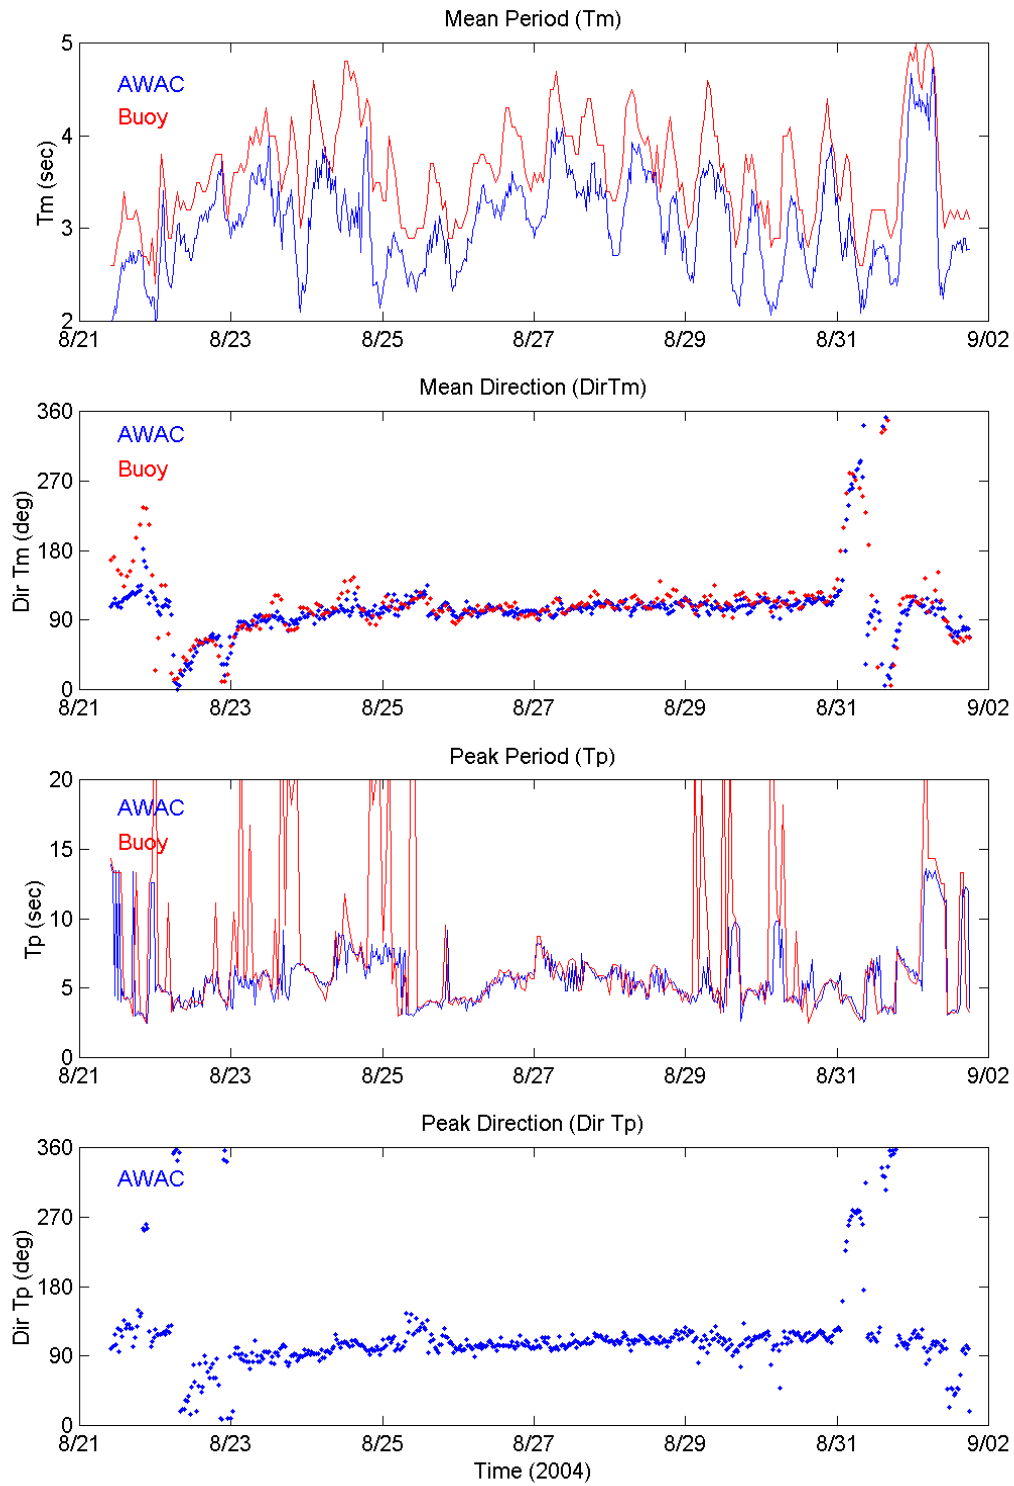 Mean Period (Tm)
5
4
3
2
Tm (sec)
AWAC
Buoy
8/21 8/23 8/25 8/27 8/29 8/31 9/02
Mean Direction (DirTm)
360
270
180
90
0
Dir Tm (deg)
AWAC
Buoy
8/21 8/23 8/25 8/27 8/29 8/31 9/02
Peak Period (Tp)
20
15
10
5
0
Tp (sec)
AWAC
Buoy
8/21 8/23 8/25 8/27 8/29 8/31 9/02
Peak Direction (Dir Tp)
360
270
180
90
0
Dir Tp (deg)
AWAC
8/21 8/23 8/25 8/27 8/29 8/31 9/02
Time (2004)